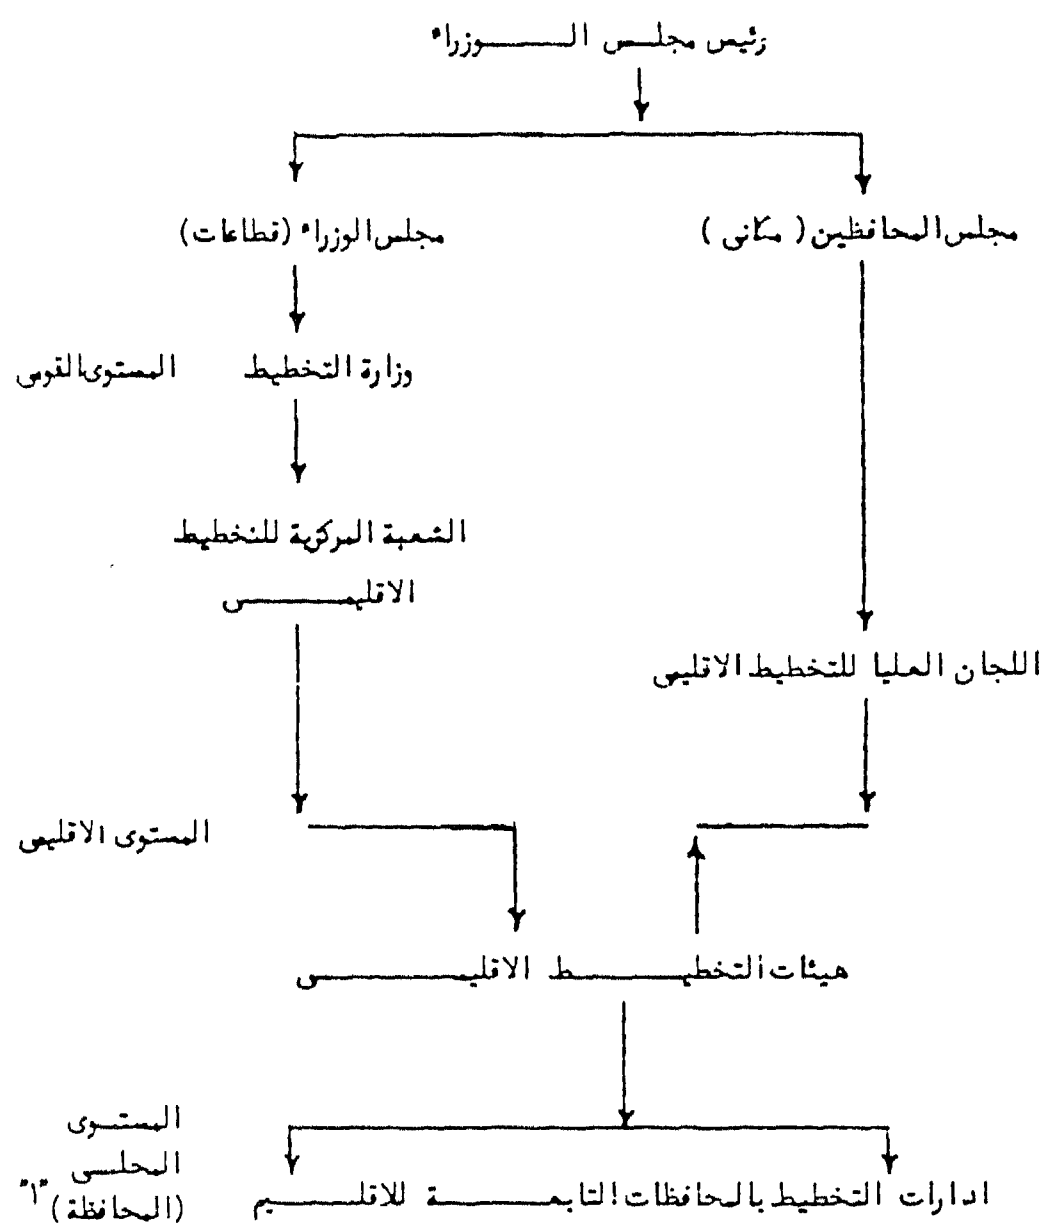 رئيس مجلس الوزراء
مجلس المحافظين ( مكانى )
مجلس الوزراء (قطاعات)
وزارة التخطيط
المستوى القومى
الشعبة المركزية للتخطيط
الاقليمى
اللجان العليا للتخطيط الاقليمى
المستوى الاقليمى
هيئات التخطيط الاقليمى
المستوى
المحلى
(المحافظة) "١"
ادارات التخطيط بالمحافظات التابعة للاقليم